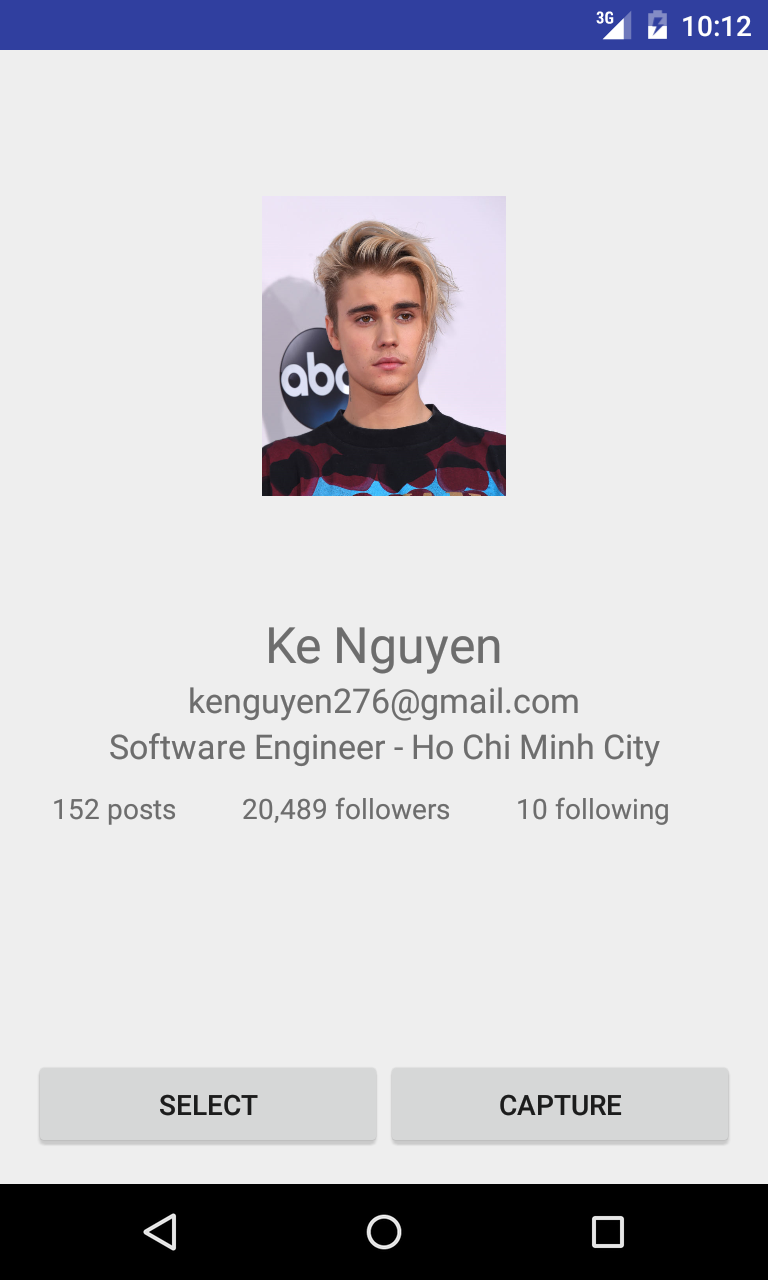 3G 10:12
abc
Ke Nguyen
kenguyen276@gmail.com
Software Engineer - Ho Chi Minh City
152 posts 20,489 followers 10 following
SELECT CAPTURE